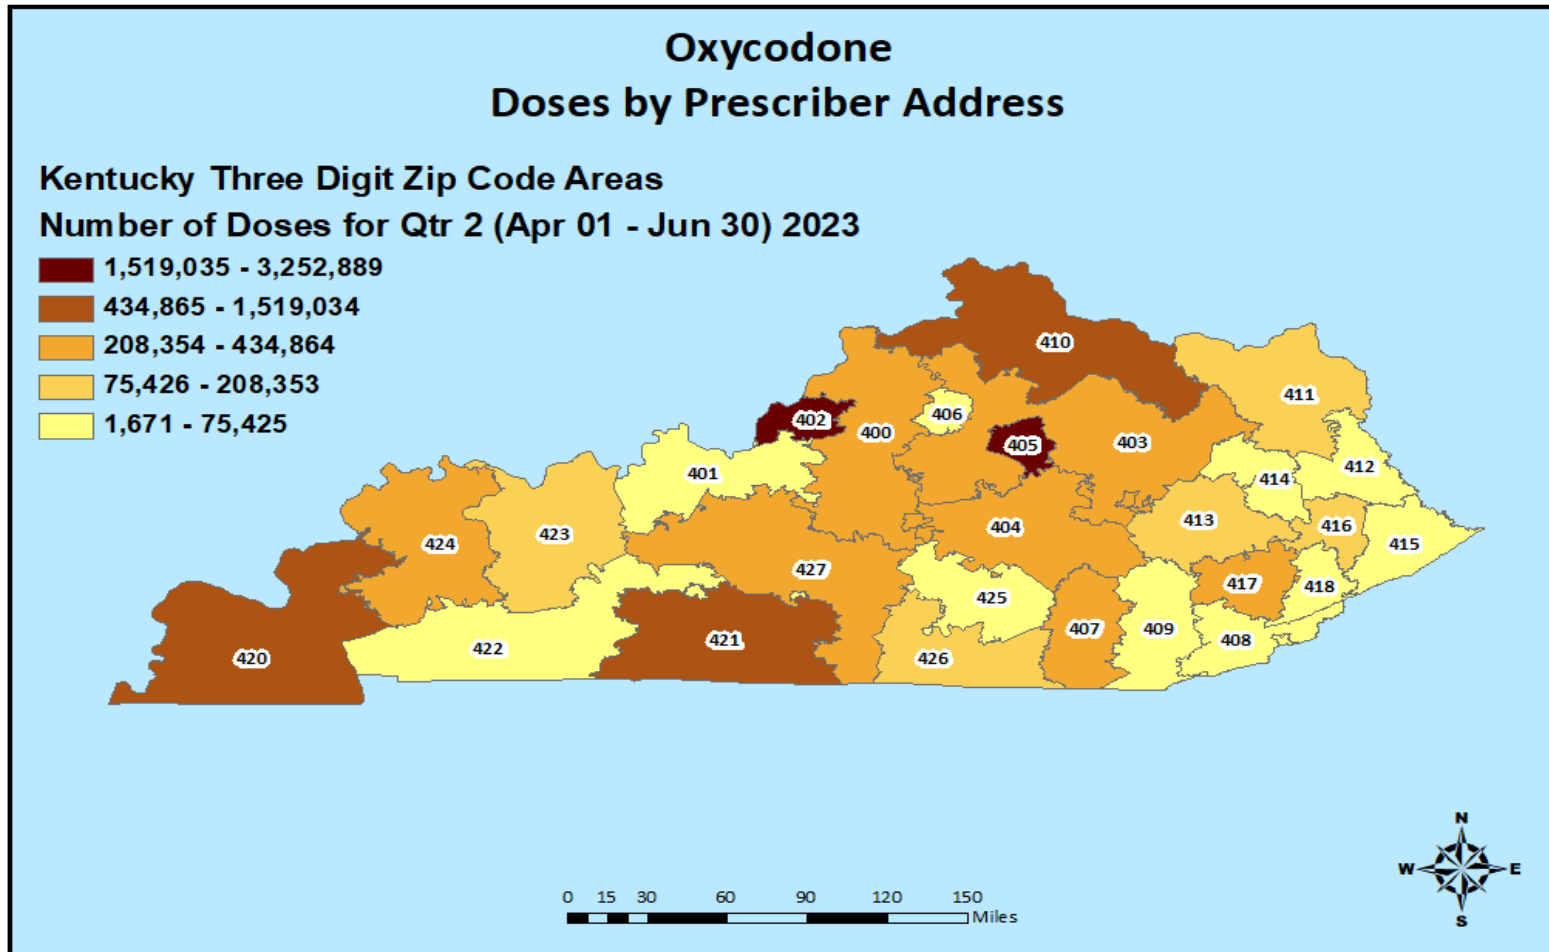 Oxycodone
Doses by Prescriber Address
Kentucky Three Digit Zip Code Areas
Number of Doses for Qtr 2 (Apr 01 - Jun 30) 2023
1,519,035 - 3,252,889
434,865 - 1,519,034
208,354 - 434,864
75,426 - 208,353
1,671 - 75,425
410
411
402
406
400
405
403
401
414
412
413
416
424
423
404
415
427
417
418
425
407
409
408
420
422
421
426
N
W
E
S
0 15 30 60 90 120 150
Miles